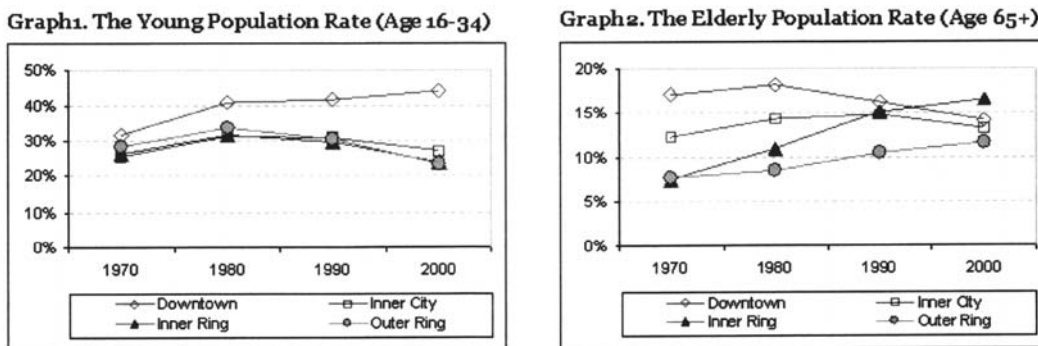 Graph1. The Young Population Rate (Age 16-34)
50%
40%
30%
20%
10%
0%
1970 1980 1990 2000
Downtown Inner City
Inner Ring Outer Ring
Graph2. The Elderly Population Rate (Age 65+)
20%
15%
10%
5%
0%
1970 1980 1990 2000
Downtown Inner City
Inner Ring Outer Ring